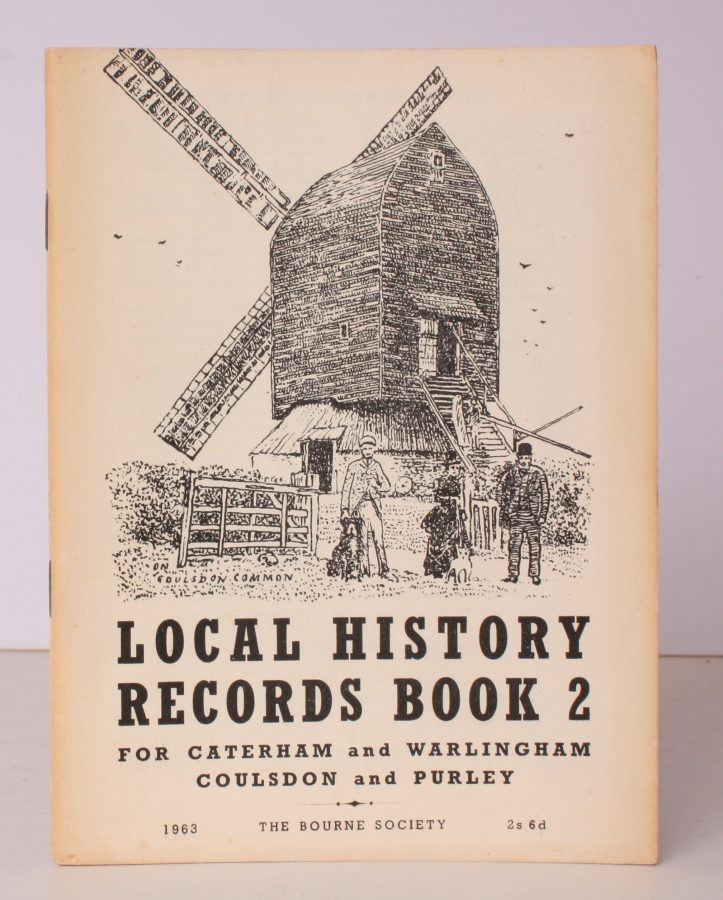 ON
COULSDON COMMON
LOCAL HISTORY
RECORDS BOOK 2
FOR CATERHAM and WARLINGHAM
COULSDON and PURLEY
1963 THE BOURNE SOCIETY 2s 6d